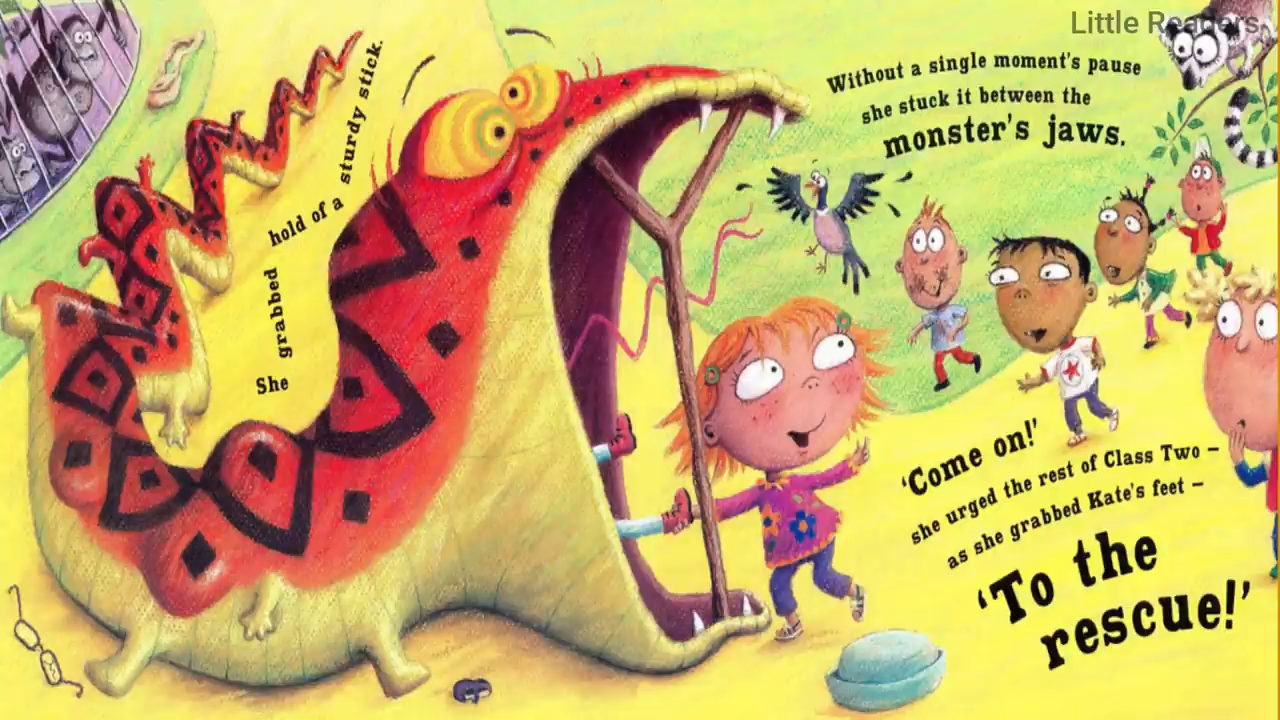 Little Readers
She grabbed hold of a sturdy stick.
Without a single moment's pause
she stuck it between the
monster's jaws.
'Come on!'
she urged the rest of Class Two –
as she grabbed Kate's feet –
'To the
rescue!'